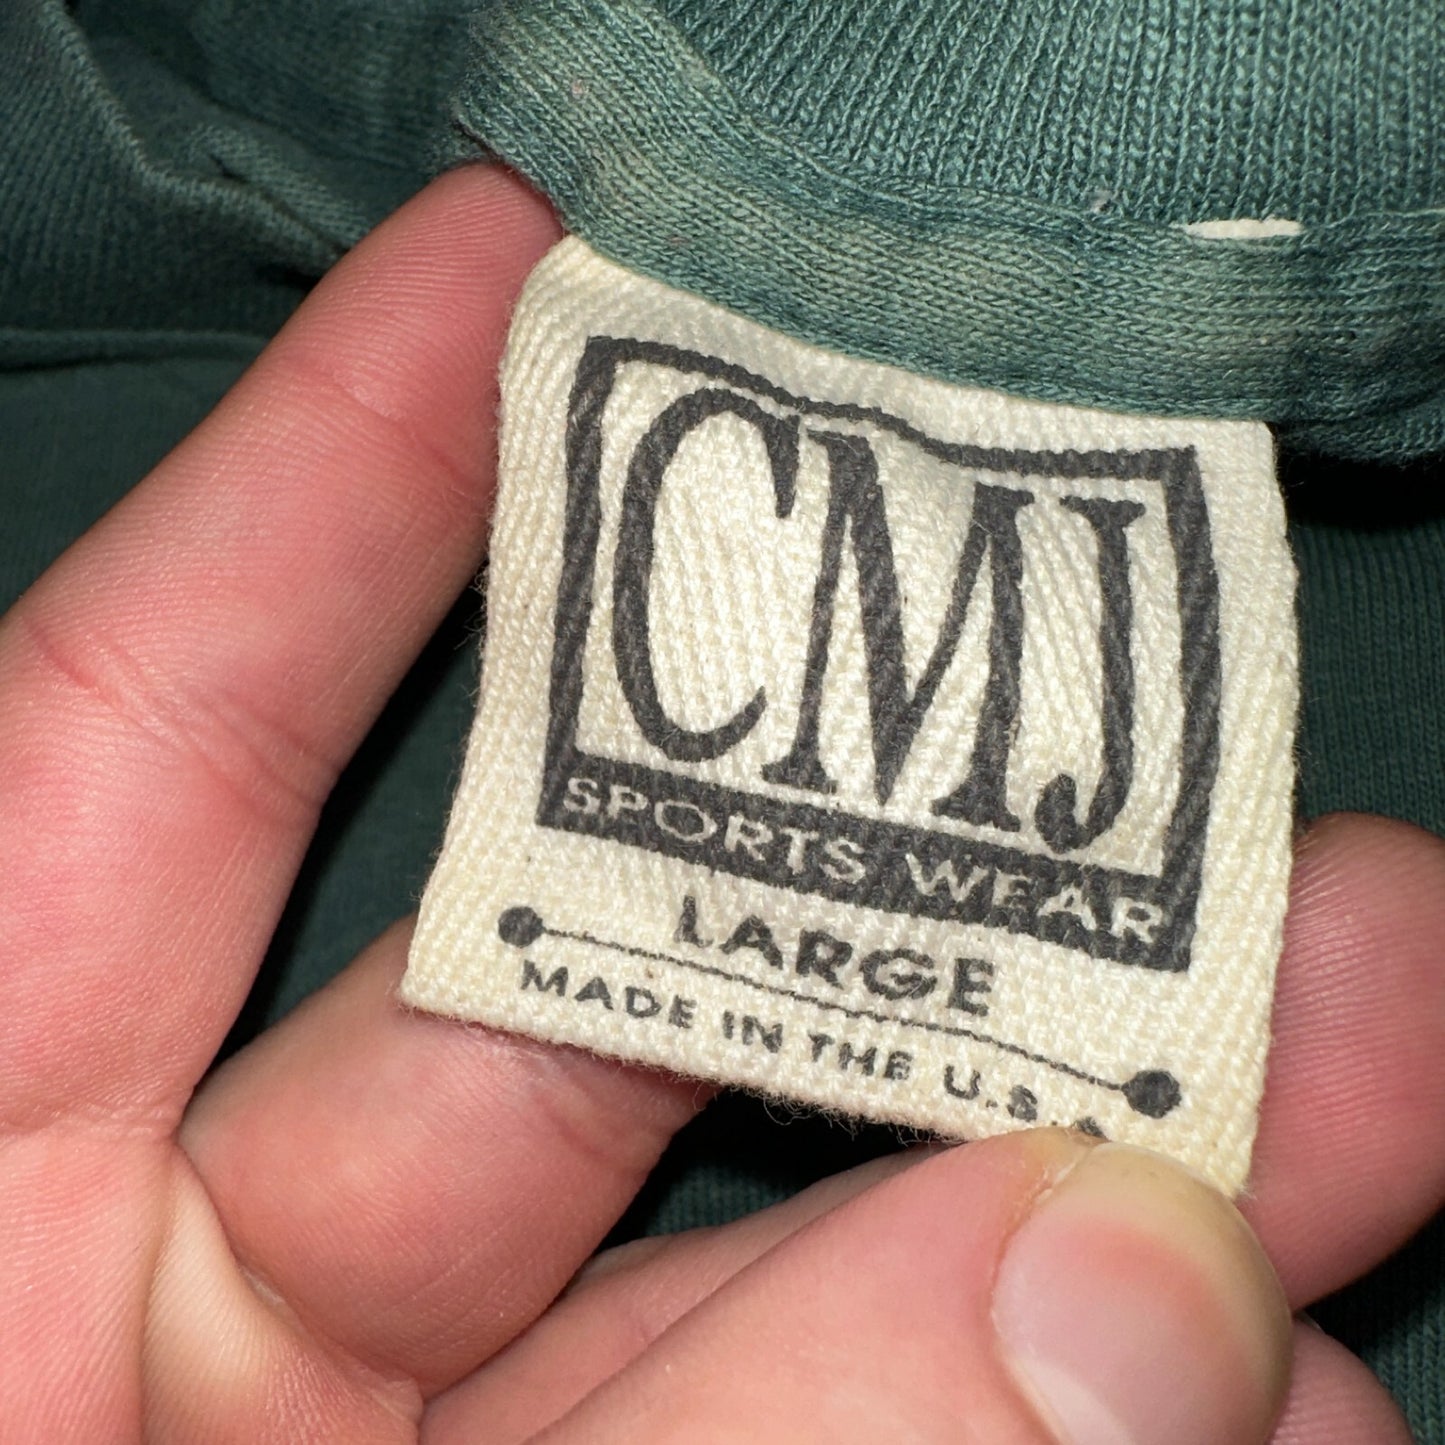 CMJ
SPORTS WEAR
LARGE
MADE IN THE U.S.A